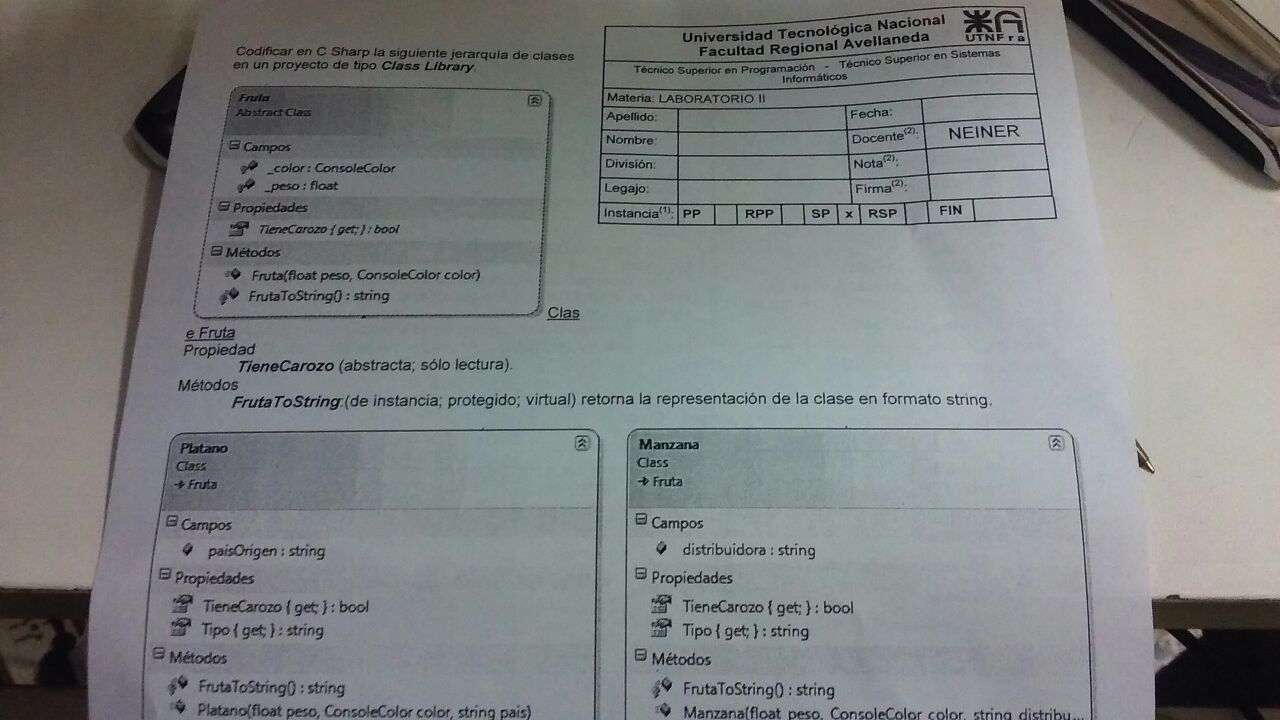 Codificar en C Sharp la siguiente jerarquía de clases
en un proyecto de tipo Class Library.
Universidad Tecnológica Nacional
Facultad Regional Avellaneda
UTNFra
Técnico Superior en Programación - Técnico Superior en Sistemas
Informáticos
Materia: LABORATORIO II
Apellido: Fecha:
Nombre: Docente(2): NEINER
División: Nota(2):
Legajo: Firma(2):
Instancia(1): PP RPP SP x RSP FIN
Fruta
Abstract Class
Campos
_color : ConsoleColor
_peso : float
Propiedades
TieneCarozo { get; } : bool
Métodos
Fruta(float peso, ConsoleColor color)
FrutaToString() : string
Clas
e Fruta
Propiedad
TieneCarozo (abstracta; sólo lectura).
Métodos
FrutaToString:(de instancia; protegido; virtual) retorna la representación de la clase en formato string.
Platano
Class
Fruta
Campos
paisOrigen : string
Propiedades
TieneCarozo { get; } : bool
Tipo { get; } : string
Métodos
FrutaToString() : string
Platano(float peso, ConsoleColor color, string pais)
Manzana
Class
Fruta
Campos
distribuidora : string
Propiedades
TieneCarozo { get; } : bool
Tipo { get; } : string
Métodos
FrutaToString() : string
Manzana(float peso, ConsoleColor color, string distribu...